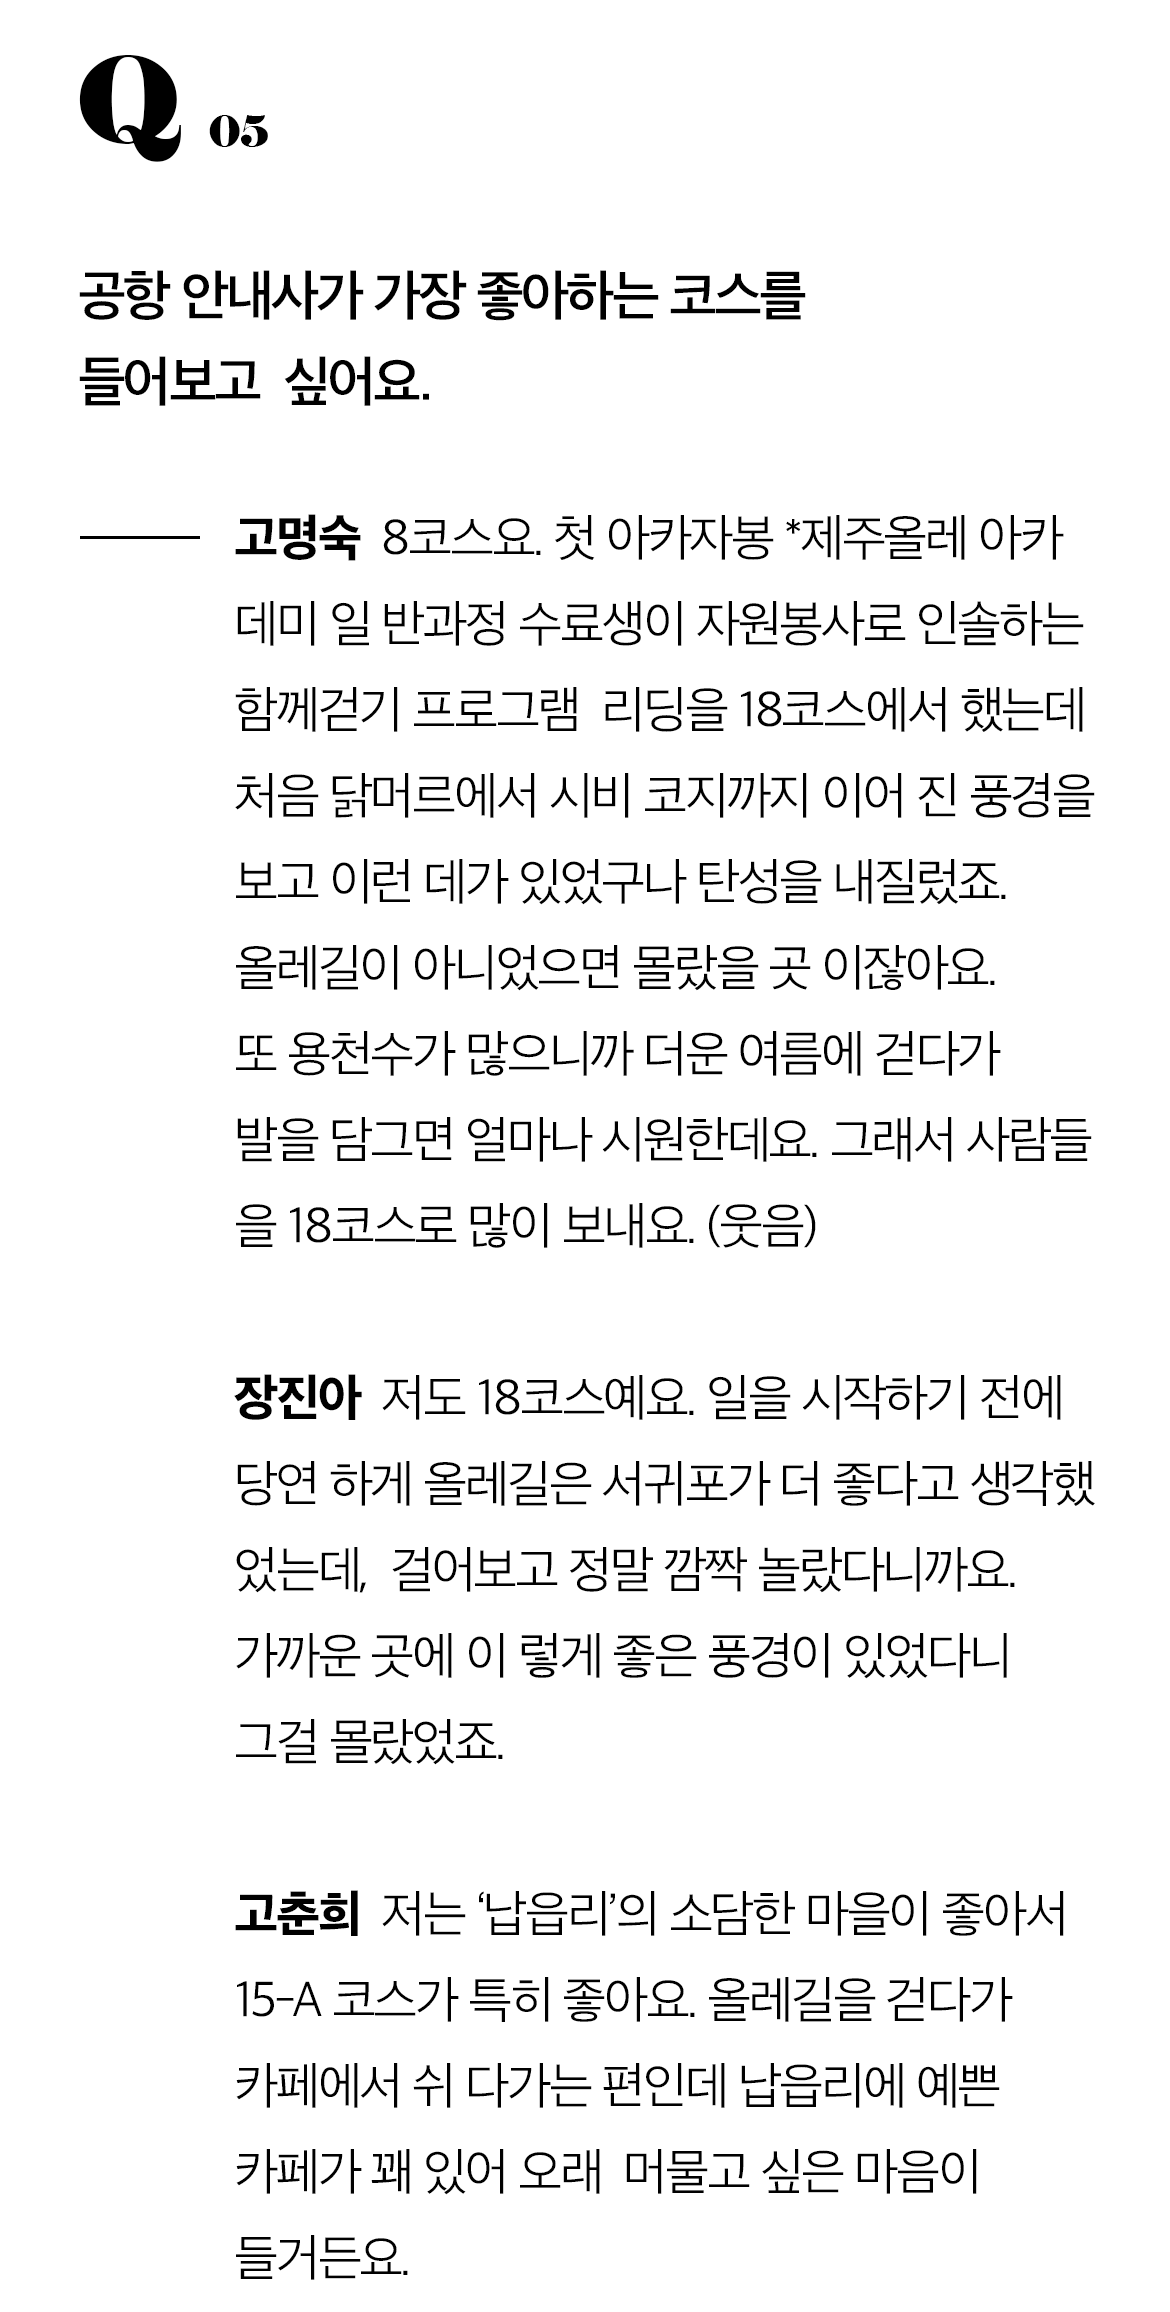 Q 05
공항 안내사가 가장 좋아하는 코스를
들어보고 싶어요.
고명숙 8코스요. 첫 아카자봉 *제주올레 아카
데미 일 반과정 수료생이 자원봉사로 인솔하는
함께걷기 프로그램 리딩을 18코스에서 했는데
처음 닭머르에서 시비 코지까지 이어 진 풍경을
보고 이런 데가 있었구나 탄성을 내질렀죠.
올레길이 아니었으면 몰랐을 곳 이잖아요.
또 용천수가 많으니까 더운 여름에 걷다가
발을 담그면 얼마나 시원한데요. 그래서 사람들
을 18코스로 많이 보내요. (웃음)
장진아 저도 18코스예요. 일을 시작하기 전에
당연 하게 올레길은 서귀포가 더 좋다고 생각했
었는데, 걸어보고 정말 깜짝 놀랐다니까요.
가까운 곳에 이 렇게 좋은 풍경이 있었다니
그걸 몰랐었죠.
고춘희 저는 ‘납읍리’의 소담한 마을이 좋아서
15-A 코스가 특히 좋아요. 올레길을 걷다가
카페에서 쉬 다가는 편인데 납읍리에 예쁜
카페가 꽤 있어 오래 머물고 싶은 마음이
들거든요.